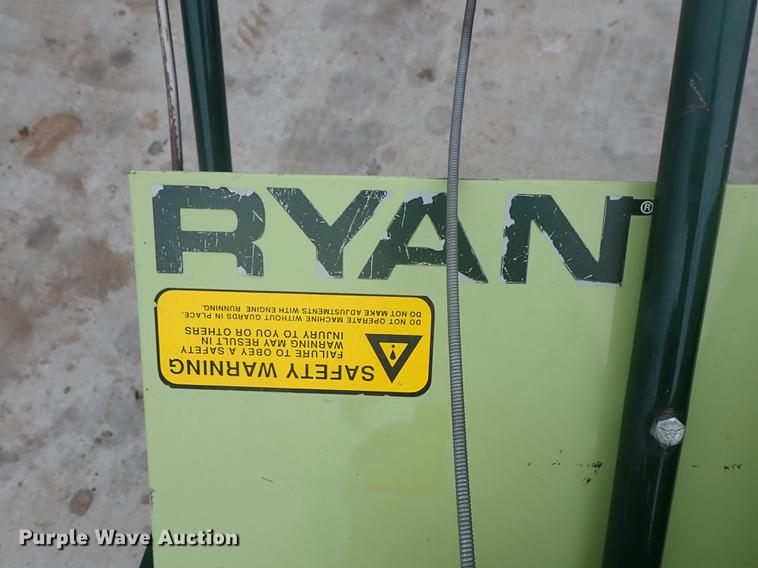 RYAN®
SAFETY WARNING
FAILURE TO OBEY A SAFETY
WARNING MAY RESULT IN
INJURY TO YOU OR OTHERS
DO NOT OPERATE MACHINE WITHOUT GUARDS IN PLACE.
DO NOT MAKE ADJUSTMENTS WITH ENGINE RUNNING.
Purple Wave Auction